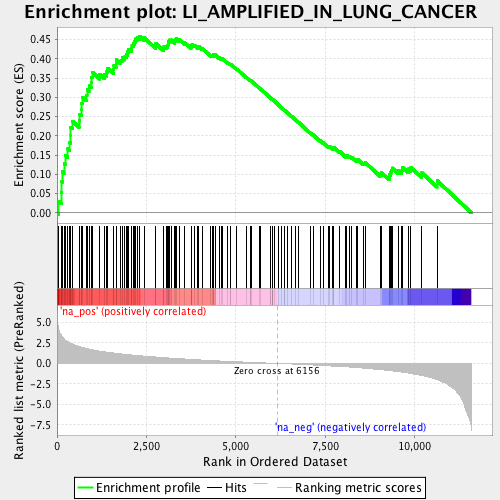 Enrichment plot: LI_AMPLIFIED_IN_LUNG_CANCER
Enrichment score (ES)
0.45
0.40
0.35
0.30
0.25
0.20
0.15
0.10
0.05
0.00
Ranked list metric (PreRanked)
5.0
2.5
0.0
-2.5
-5.0
-7.5
'na_pos' (positively correlated)
Zero cross at 6156
'na_neg' (negatively correlated)
0
2,500
5,000
7,500
10,000
Rank in Ordered Dataset
Enrichment profile
Hits
Ranking metric scores